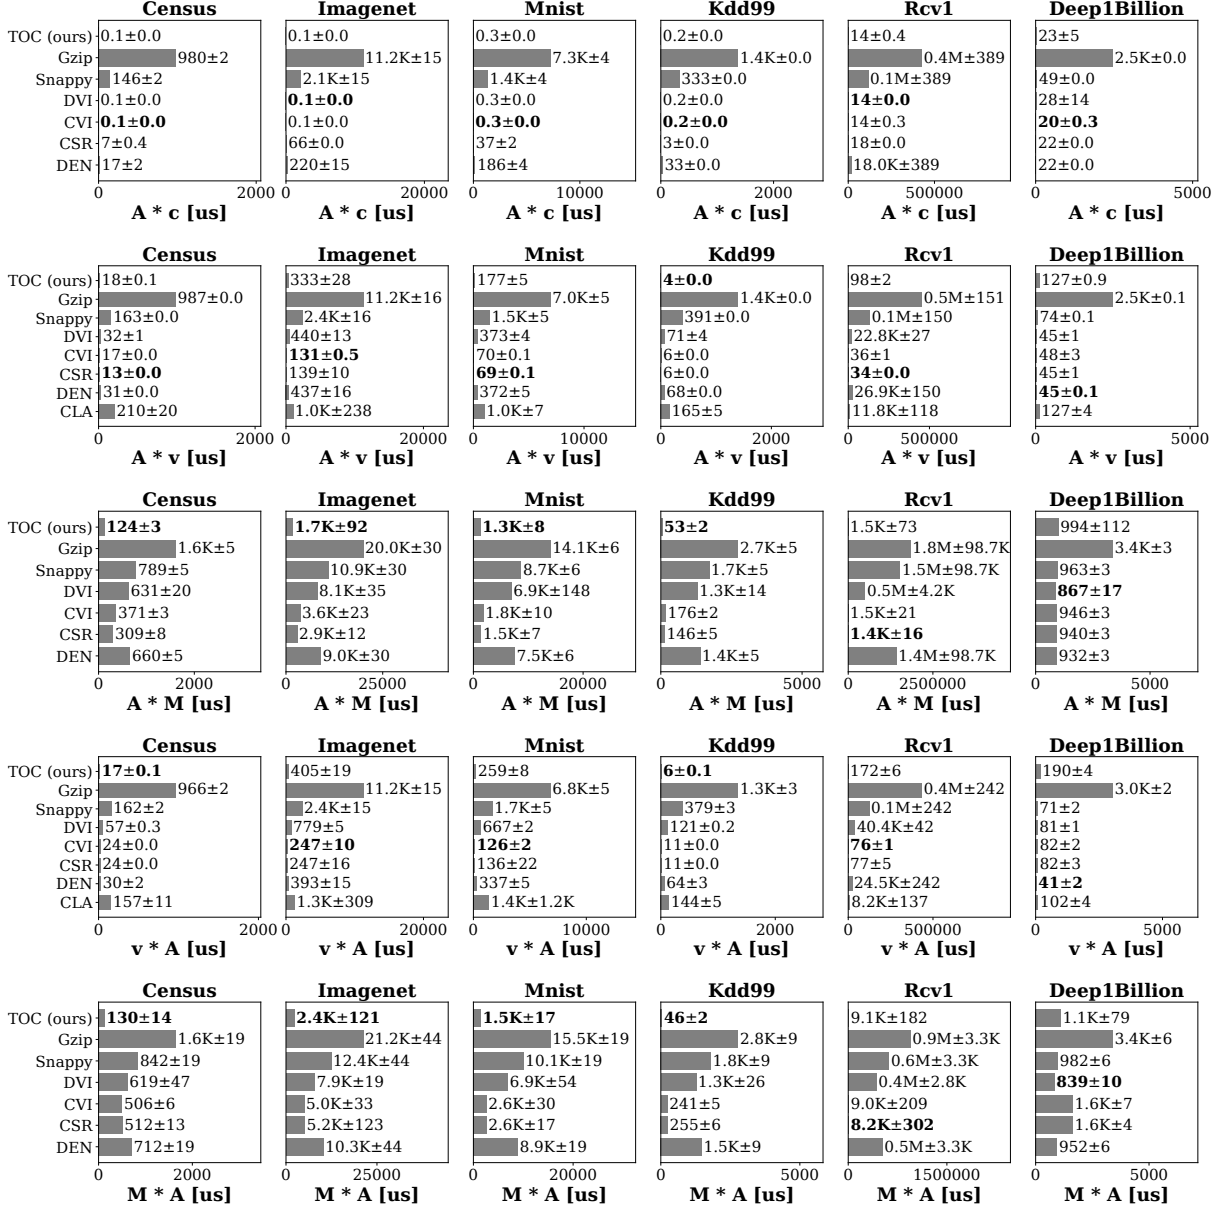 Census Imagenet Mnist Kdd99 Rcv1 Deep1Billion
TOC (ours) 0.1±0.0 0.1±0.0 0.3±0.0 0.2±0.0 14±0.4 23±5
Gzip 980±2 11.2K±15 7.3K±4 1.4K±0.0 0.4M±389 2.5K±0.0
Snappy 146±2 2.1K±15 1.4K±4 333±0.0 0.1M±389 49±0.0
DVI 0.1±0.0 0.1±0.0 0.3±0.0 0.2±0.0 14±0.0 28±14
CVI 0.1±0.0 0.1±0.0 0.3±0.0 0.2±0.0 14±0.3 20±0.3
CSR 7±0.4 66±0.0 37±2 3±0.0 18±0.0 22±0.0
DEN 17±2 220±15 186±4 33±0.0 18.0K±389 22±0.0
0 2000 0 20000 0 10000 0 2000 0 500000 0 5000
A * c [us] A * c [us] A * c [us] A * c [us] A * c [us] A * c [us]
Census Imagenet Mnist Kdd99 Rcv1 Deep1Billion
TOC (ours) 18±0.1 333±28 177±5 4±0.0 98±2 127±0.9
Gzip 987±0.0 11.2K±16 7.0K±5 1.4K±0.0 0.5M±151 2.5K±0.1
Snappy 163±0.0 2.4K±16 1.5K±5 391±0.0 0.1M±150 74±0.1
DVI 32±1 440±13 373±4 71±4 22.8K±27 45±1
CVI 17±0.0 131±0.5 70±0.1 6±0.0 36±1 48±3
CSR 13±0.0 139±10 69±0.1 6±0.0 34±0.0 45±1
DEN 31±0.0 437±16 372±5 68±0.0 26.9K±150 45±0.1
CLA 210±20 1.0K±238 1.0K±7 165±5 11.8K±118 127±4
0 2000 0 20000 0 10000 0 2000 0 500000 0 5000
A * v [us] A * v [us] A * v [us] A * v [us] A * v [us] A * v [us]
Census Imagenet Mnist Kdd99 Rcv1 Deep1Billion
TOC (ours) 124±3 1.7K±92 1.3K±8 53±2 1.5K±73 994±112
Gzip 1.6K±5 20.0K±30 14.1K±6 2.7K±5 1.8M±98.7K 3.4K±3
Snappy 789±5 10.9K±30 8.7K±6 1.7K±5 1.5M±98.7K 963±3
DVI 631±20 8.1K±35 6.9K±148 1.3K±14 0.5M±4.2K 867±17
CVI 371±3 3.6K±23 1.8K±10 176±2 1.5K±21 946±3
CSR 309±8 2.9K±12 1.5K±7 146±5 1.4K±16 940±3
DEN 660±5 9.0K±30 7.5K±6 1.4K±5 1.4M±98.7K 932±3
0 2000 0 25000 0 20000 0 5000 0 2500000 0 5000
A * M [us] A * M [us] A * M [us] A * M [us] A * M [us] A * M [us]
Census Imagenet Mnist Kdd99 Rcv1 Deep1Billion
TOC (ours) 17±0.1 405±19 259±8 6±0.1 172±6 190±4
Gzip 966±2 11.2K±15 6.8K±5 1.3K±3 0.4M±242 3.0K±2
Snappy 162±2 2.4K±15 1.7K±5 379±3 0.1M±242 71±2
DVI 57±0.3 779±5 667±2 121±0.2 40.4K±42 81±1
CVI 24±0.0 247±10 126±2 11±0.0 76±1 82±2
CSR 24±0.0 247±16 136±22 11±0.0 77±5 82±3
DEN 30±2 393±15 337±5 64±3 24.5K±242 41±2
CLA 157±11 1.3K±309 1.4K±1.2K 144±5 8.2K±137 102±4
0 2000 0 20000 0 10000 0 2000 0 500000 0 5000
v * A [us] v * A [us] v * A [us] v * A [us] v * A [us] v * A [us]
Census Imagenet Mnist Kdd99 Rcv1 Deep1Billion
TOC (ours) 130±14 2.4K±121 1.5K±17 46±2 9.1K±182 1.1K±79
Gzip 1.6K±19 21.2K±44 15.5K±19 2.8K±9 0.9M±3.3K 3.4K±6
Snappy 842±19 12.4K±44 10.1K±19 1.8K±9 0.6M±3.3K 982±6
DVI 619±47 7.9K±19 6.9K±54 1.3K±26 0.4M±2.8K 839±10
CVI 506±6 5.0K±33 2.6K±30 241±5 9.0K±209 1.6K±7
CSR 512±13 5.2K±123 2.6K±17 255±6 8.2K±302 1.6K±4
DEN 712±19 10.3K±44 8.9K±19 1.5K±9 0.5M±3.3K 952±6
0 2000 0 25000 0 20000 0 5000 0 1500000 0 5000
M * A [us] M * A [us] M * A [us] M * A [us] M * A [us] M * A [us]